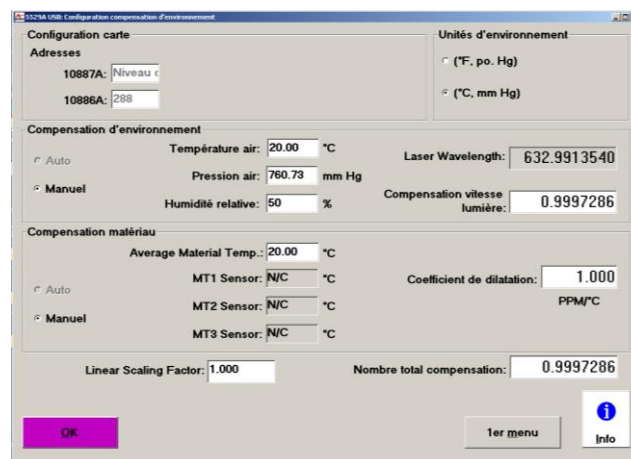 5529A USB: Configuration compensation d'environnement
Configuration carte
Adresses
10887A: Niveau c
10886A: 288
Unités d'environnement
(°F, po. Hg)
(°C, mm Hg)
Compensation d'environnement
Auto
Manuel
Température air: 20.00 °C
Pression air: 760.73 mm Hg
Humidité relative: 50 %
Laser Wavelength: 632.9913540
Compensation vitesse
lumière: 0.9997286
Compensation matériau
Auto
Manuel
Average Material Temp.: 20.00 °C
MT1 Sensor: N/C °C
MT2 Sensor: N/C °C
MT3 Sensor: N/C °C
Coefficient de dilatation: 1.000
PPM/°C
Linear Scaling Factor: 1.000
Nombre total compensation: 0.9997286
OK
1er menu
Info